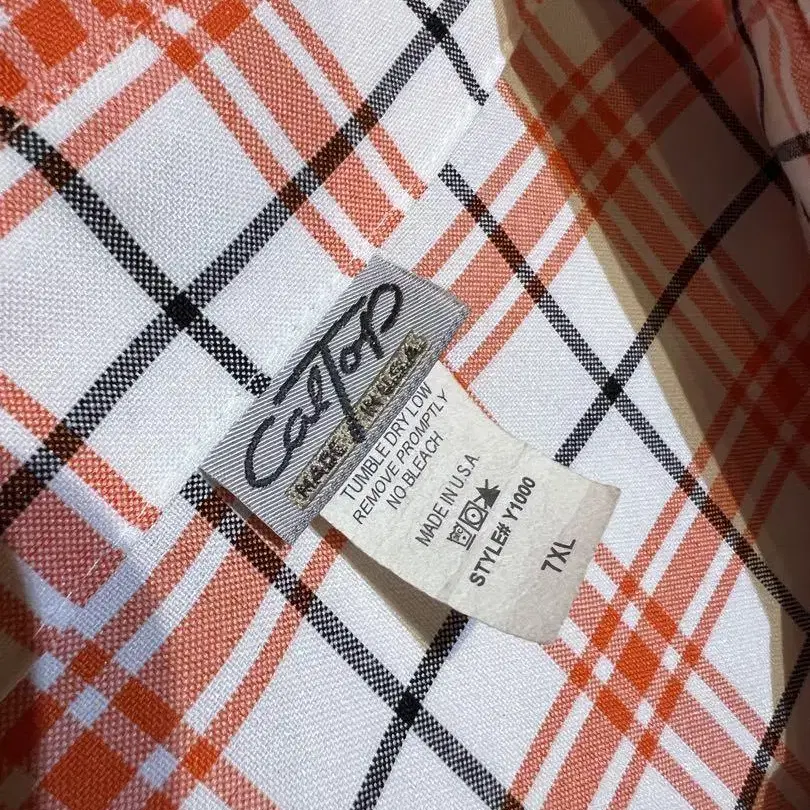 CalTop
MADE IN U.S.A.
TUMBLE DRY LOW
REMOVE PROMPTLY
NO BLEACH
MADE IN U.S.A.
STYLE# Y1000
7XL